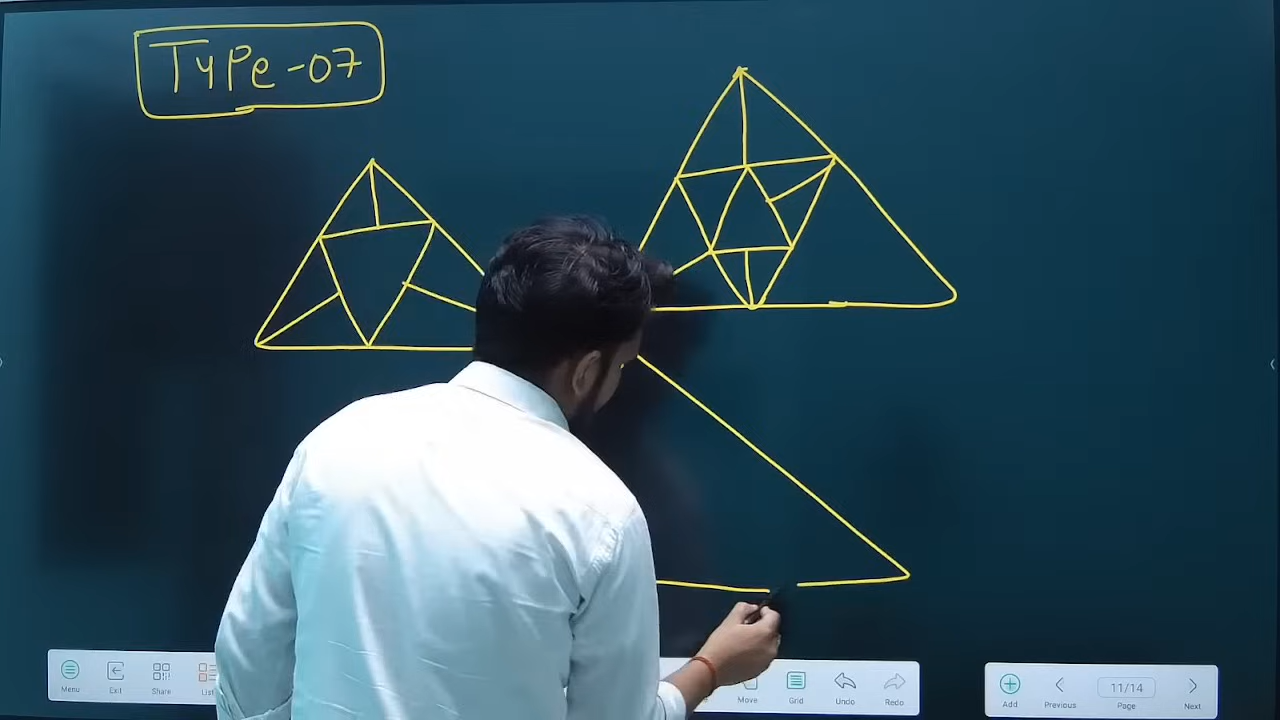 Type-07
Menu
Exit
Share
Move
Grid
Undo
Redo
Add
Previous
11/14
Page
Next